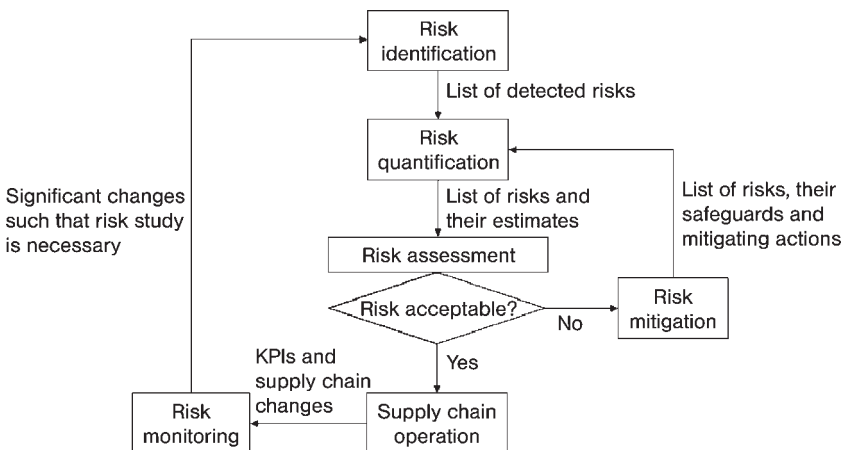 Risk
identification
List of detected risks
Risk
quantification
Significant changes
such that risk study
is necessary
List of risks and
their estimates
List of risks, their
safeguards and
mitigating actions
Risk assessment
Risk acceptable?
No
Risk
mitigation
Yes
KPIs and
supply chain
changes
Risk
monitoring
Supply chain
operation